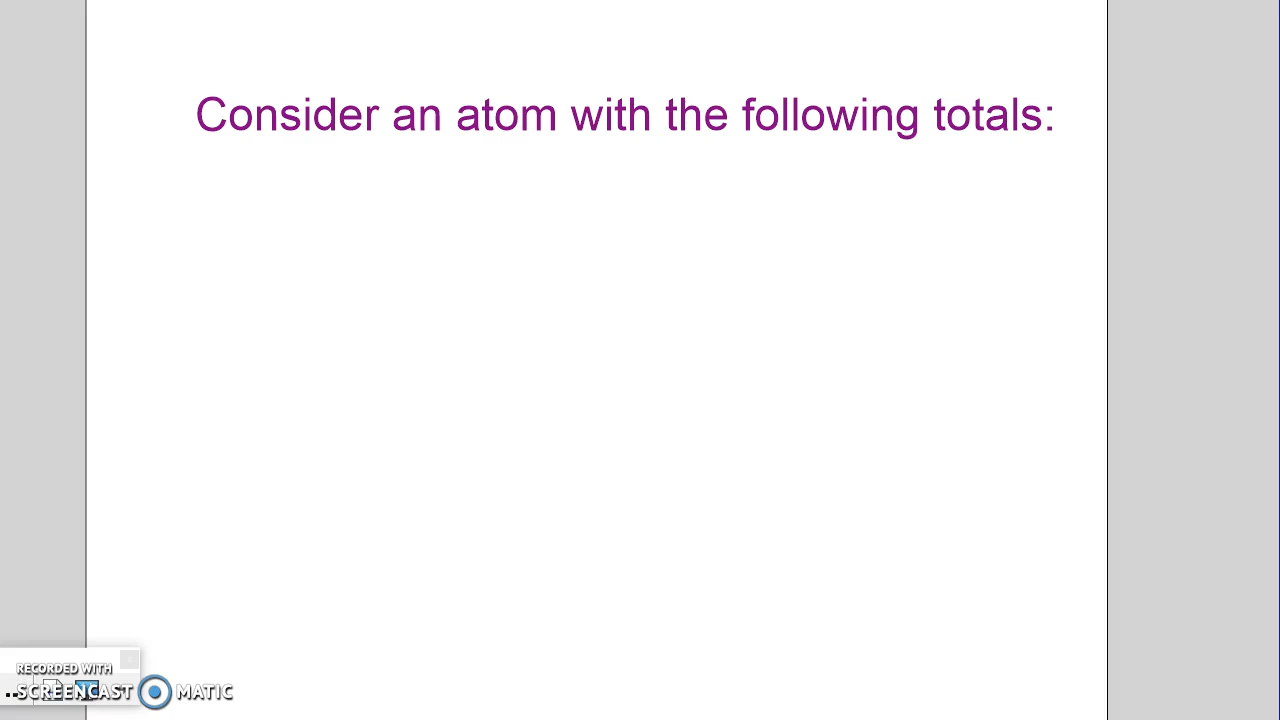 Consider an atom with the following totals:
RECORDED WITH
SCREENCAST MATIC